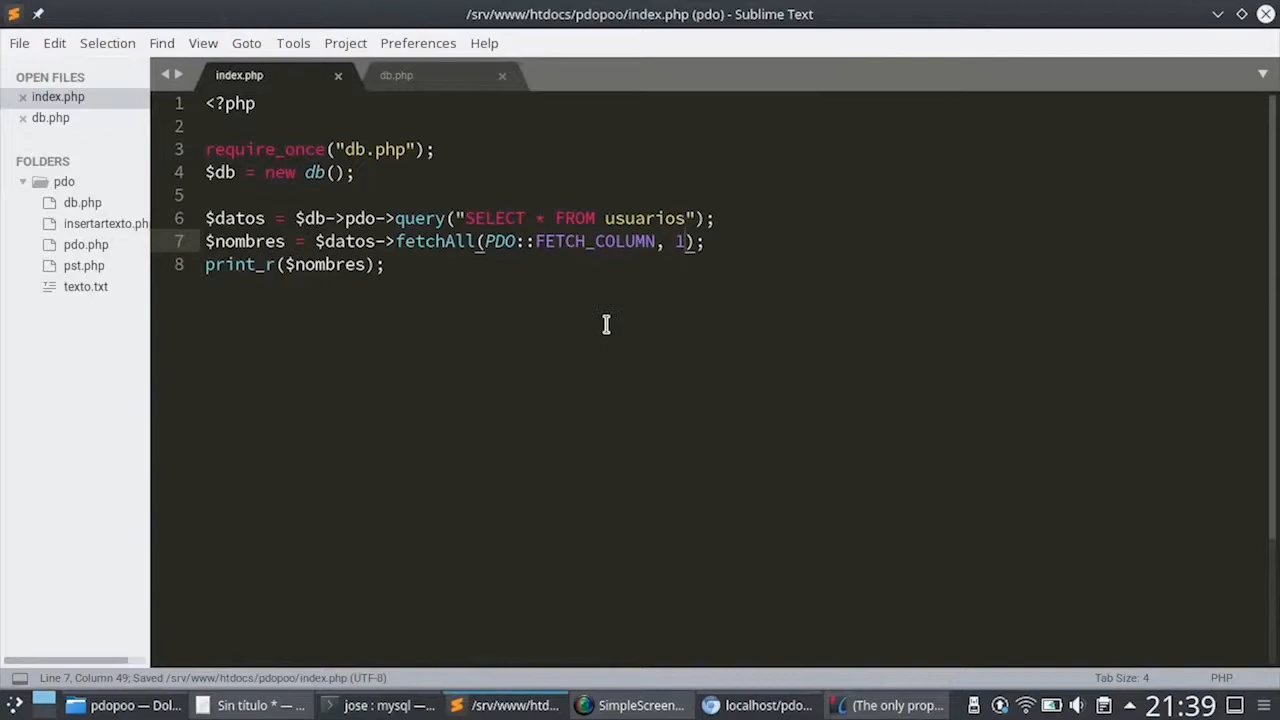 /srv/www/htdocs/pdopoo/index.php (pdo) - Sublime Text
File Edit Selection Find View Goto Tools Project Preferences Help
OPEN FILES
index.php
db.php
FOLDERS
pdo
db.php
insertartexto.ph
pdo.php
pst.php
texto.txt
index.php db.php
1 <?php
2
3 require_once("db.php");
4 $db = new db();
5
6 $datos = $db->pdo->query("SELECT * FROM usuarios");
7 $nombres = $datos->fetchAll(PDO::FETCH_COLUMN, 1);
8 print_r($nombres);
Line 7, Column 49; Saved /srv/www/htdocs/pdopoo/index.php (UTF-8) Tab Size: 4 PHP
pdopoo — Dol... Sin título * — ... jose : mysql —... /srv/www/htd... SimpleScreen... localhost/pdo... (The only prop... 21:39